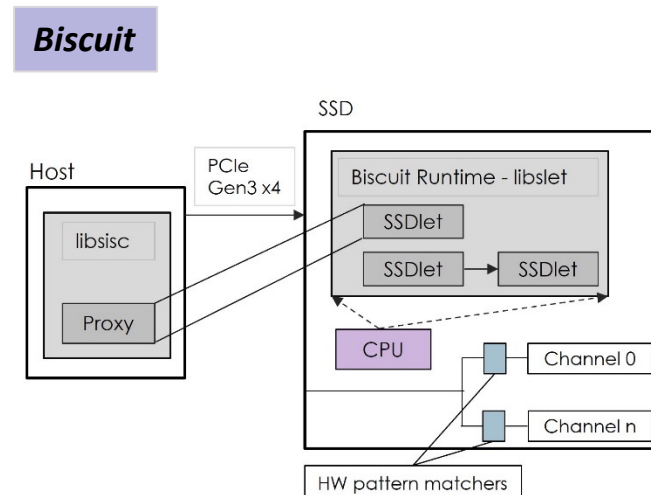 Biscuit
SSD
Host
PCIe
Gen3 x4
Biscuit Runtime - libslet
libsisc
SSDlet
SSDlet
SSDlet
Proxy
CPU
Channel 0
Channel n
HW pattern matchers